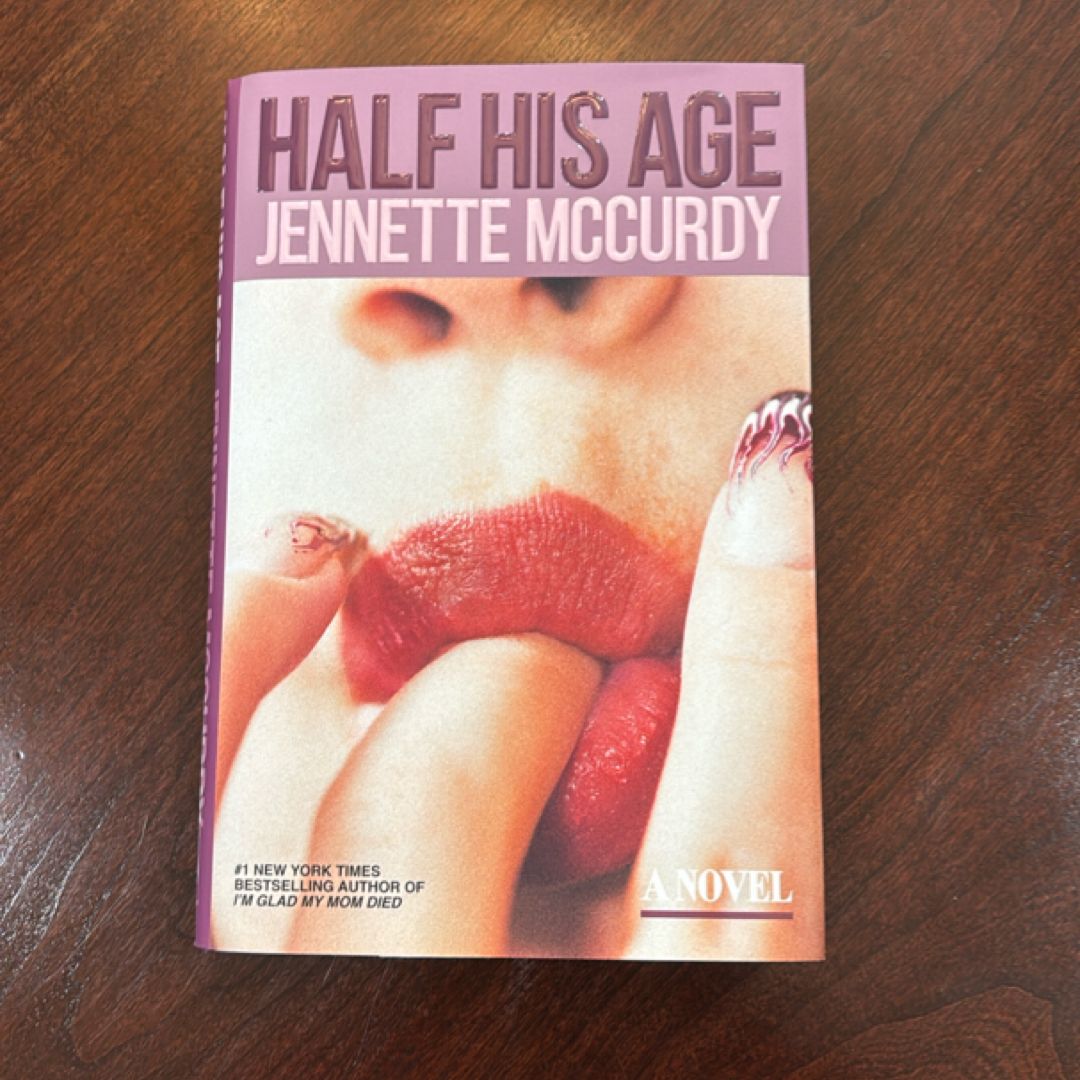 HALF HIS AGE
JENNETTE MCCURDY
#1 NEW YORK TIMES
BESTSELLING AUTHOR OF
I'M GLAD MY MOM DIED
A NOVEL